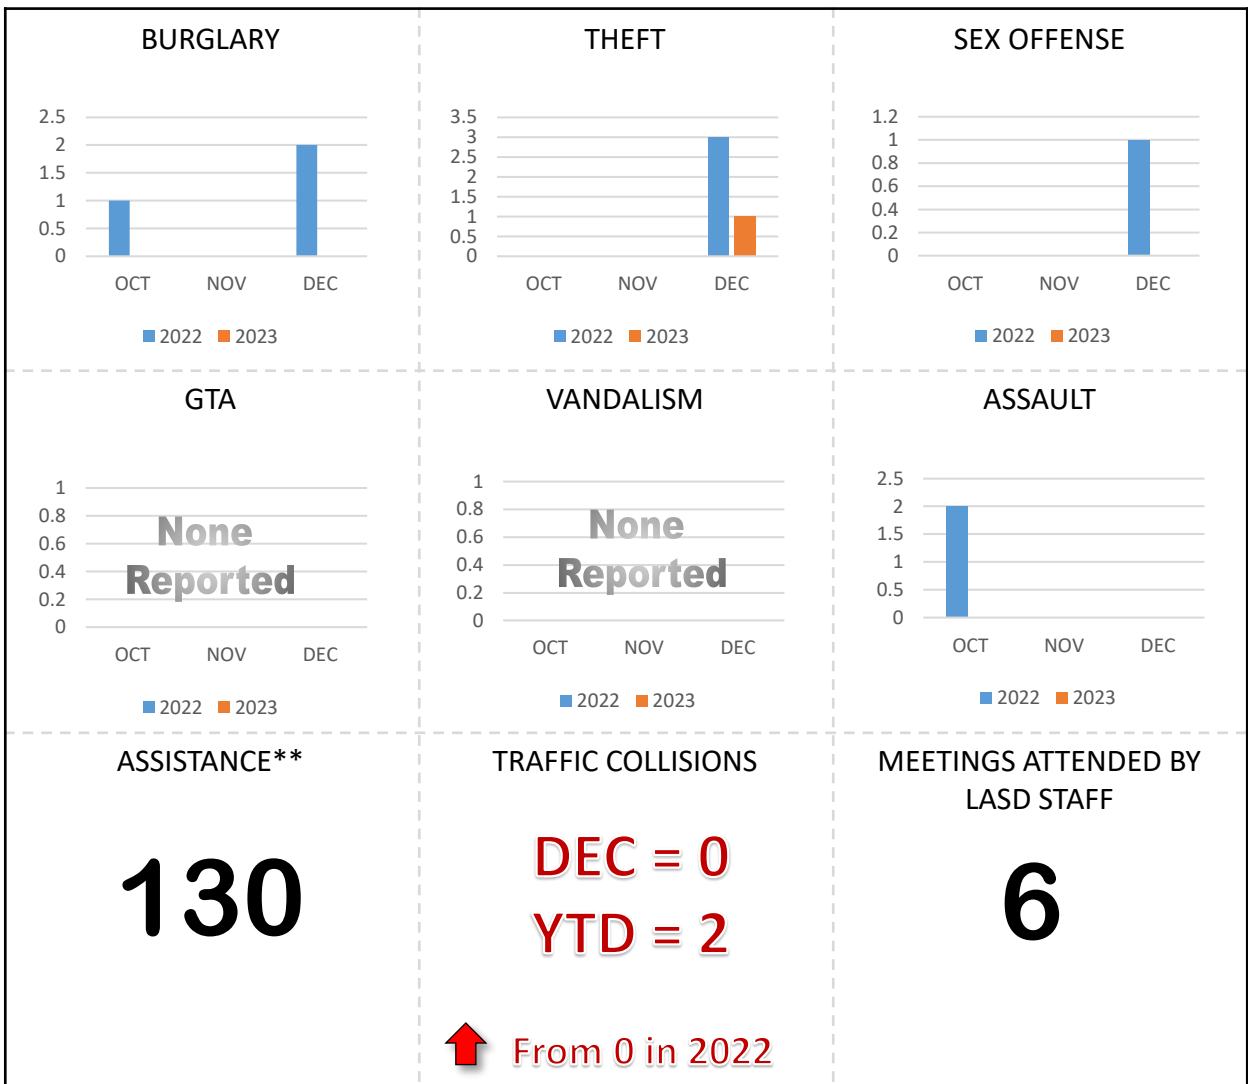 BURGLARY
2.5
2
1.5
1
0.5
0
OCT NOV DEC
2022 2023
THEFT
3.5
3
2.5
2
1.5
1
0.5
0
OCT NOV DEC
2022 2023
SEX OFFENSE
1.2
1
0.8
0.6
0.4
0.2
0
OCT NOV DEC
2022 2023
GTA
1
0.8
0.6
0.4
0.2
0
None
Reported
OCT NOV DEC
2022 2023
VANDALISM
1
0.8
0.6
0.4
0.2
0
None
Reported
OCT NOV DEC
2022 2023
ASSAULT
2.5
2
1.5
1
0.5
0
OCT NOV DEC
2022 2023
ASSISTANCE**
130
TRAFFIC COLLISIONS
DEC = 0
YTD = 2
From 0 in 2022
MEETINGS ATTENDED BY
LASD STAFF
6